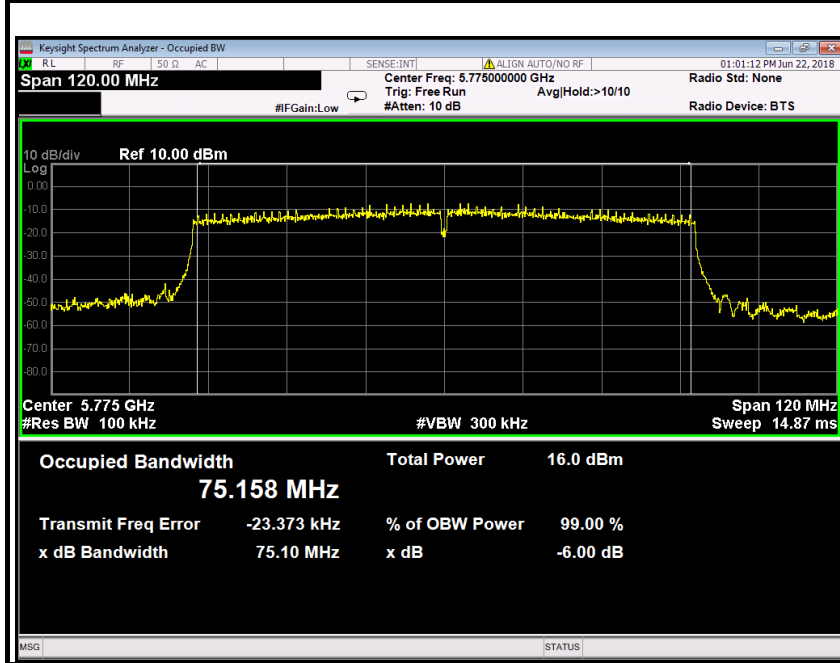 Keysight Spectrum Analyzer - Occupied BW
LXI RL RF 50 Ω AC SENSE:INT ALIGN AUTO/NO RF 01:01:12 PM Jun 22, 2018
Span 120.00 MHz Center Freq: 5.775000000 GHz Radio Std: None
Trig: Free Run Avg|Hold:>10/10
#IFGain:Low #Atten: 10 dB Radio Device: BTS
10 dB/div Ref 10.00 dBm
Log
0.00
-10.0
-20.0
-30.0
-40.0
-50.0
-60.0
-70.0
-80.0
Center 5.775 GHz Span 120 MHz
#Res BW 100 kHz #VBW 300 kHz Sweep 14.87 ms
Occupied Bandwidth Total Power 16.0 dBm
75.158 MHz
Transmit Freq Error -23.373 kHz % of OBW Power 99.00 %
x dB Bandwidth 75.10 MHz x dB -6.00 dB
MSG STATUS